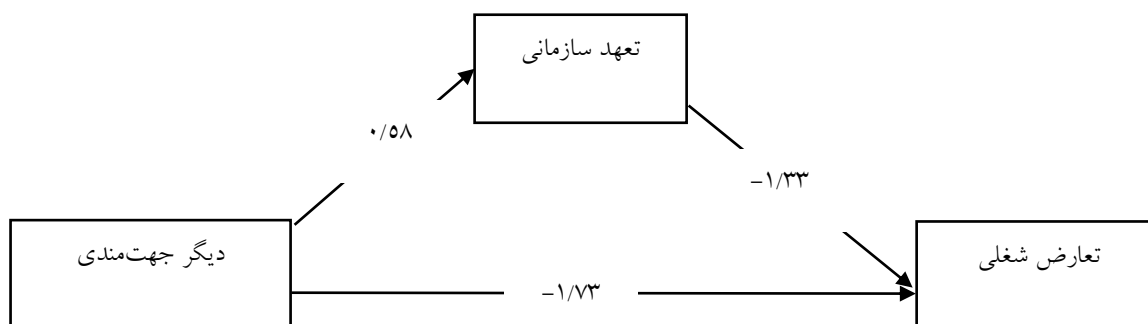 تعهد سازمانی
۰/۵۸
-۱/۳۳
دیگر جهت‌مندی
-۱/۷۳
تعارض شغلی